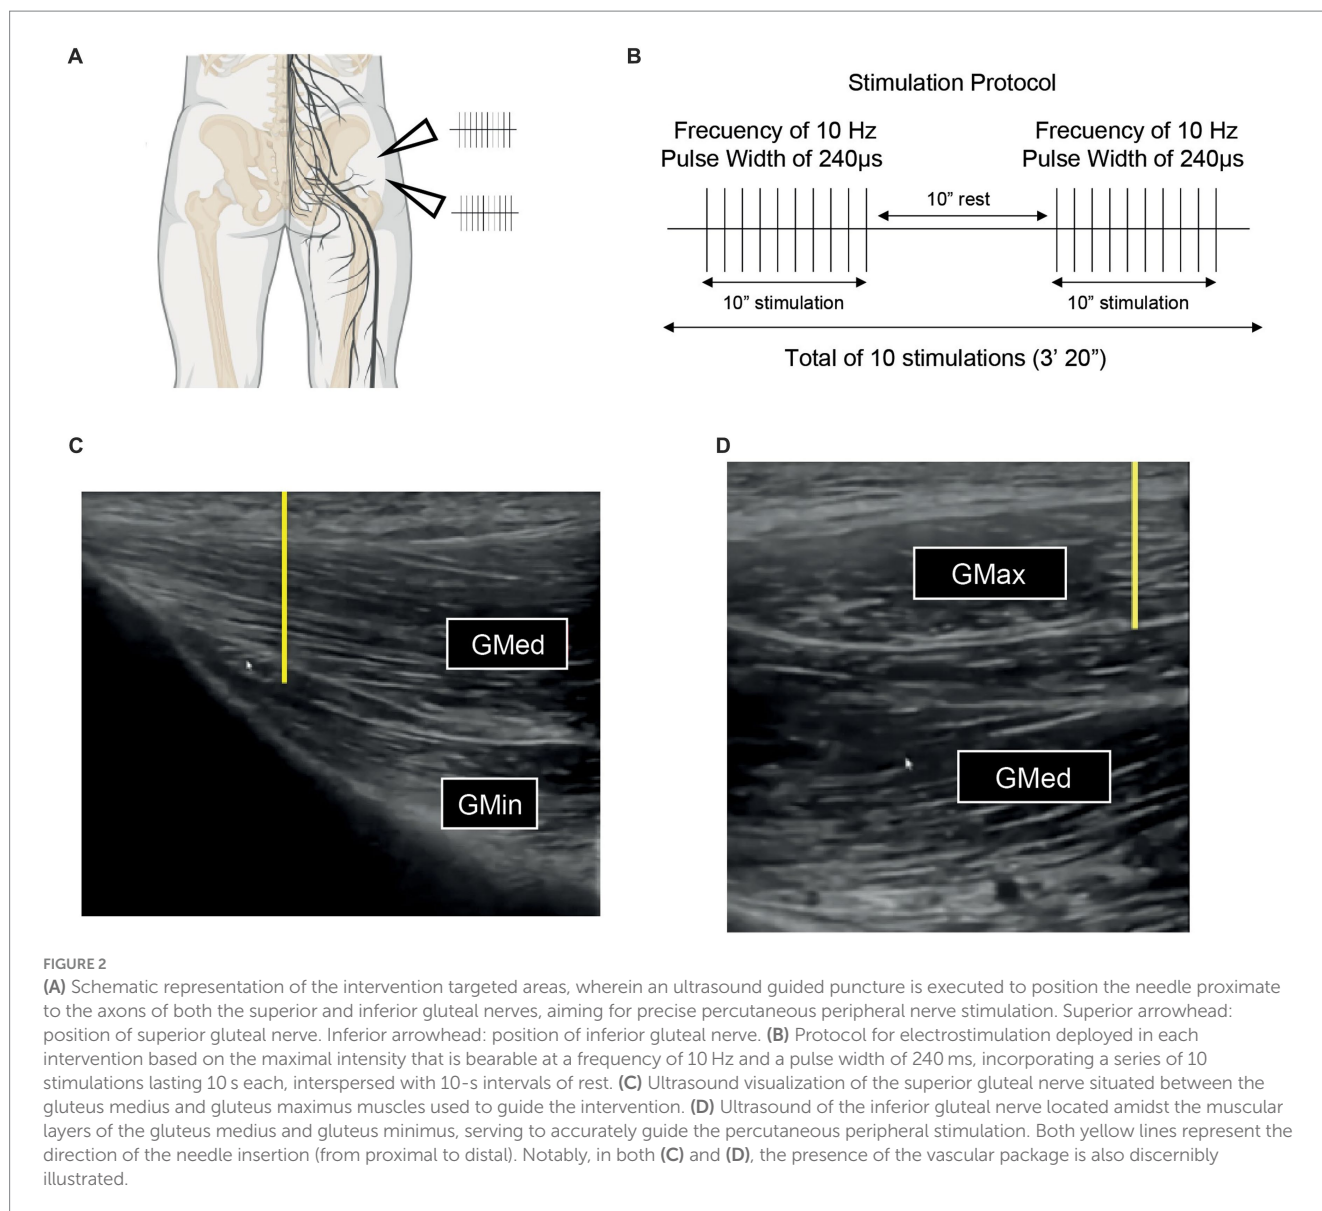 A
B
Stimulation Protocol
Frecuency of 10 Hz
Pulse Width of 240µs
Frecuency of 10 Hz
Pulse Width of 240µs
10” rest
10” stimulation
10” stimulation
Total of 10 stimulations (3’ 20”)
C
GMed
GMin
D
GMax
GMed
FIGURE 2
(A) Schematic representation of the intervention targeted areas, wherein an ultrasound guided puncture is executed to position the needle proximate
to the axons of both the superior and inferior gluteal nerves, aiming for precise percutaneous peripheral nerve stimulation. Superior arrowhead:
position of superior gluteal nerve. Inferior arrowhead: position of inferior gluteal nerve. (B) Protocol for electrostimulation deployed in each
intervention based on the maximal intensity that is bearable at a frequency of 10 Hz and a pulse width of 240 ms, incorporating a series of 10
stimulations lasting 10 s each, interspersed with 10-s intervals of rest. (C) Ultrasound visualization of the superior gluteal nerve situated between the
gluteus medius and gluteus maximus muscles used to guide the intervention. (D) Ultrasound of the inferior gluteal nerve located amidst the muscular
layers of the gluteus medius and gluteus minimus, serving to accurately guide the percutaneous peripheral stimulation. Both yellow lines represent the
direction of the needle insertion (from proximal to distal). Notably, in both (C) and (D), the presence of the vascular package is also discernibly
illustrated.